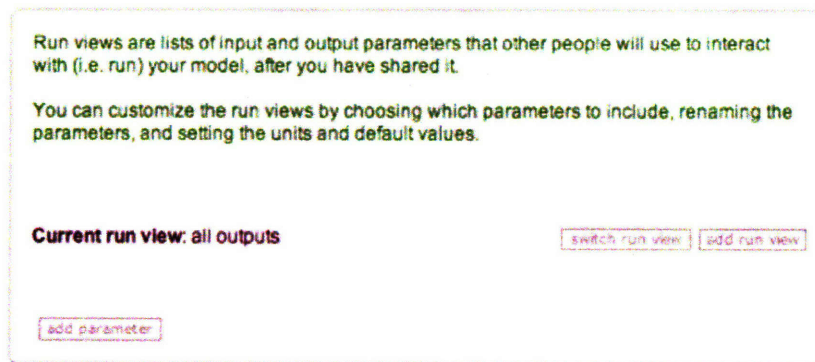 Run views are lists of input and output parameters that other people will use to interact
with (i.e. run) your model, after you have shared it.
You can customize the run views by choosing which parameters to include, renaming the
parameters, and setting the units and default values.
Current run view: all outputs
switch run view add run view
add parameter